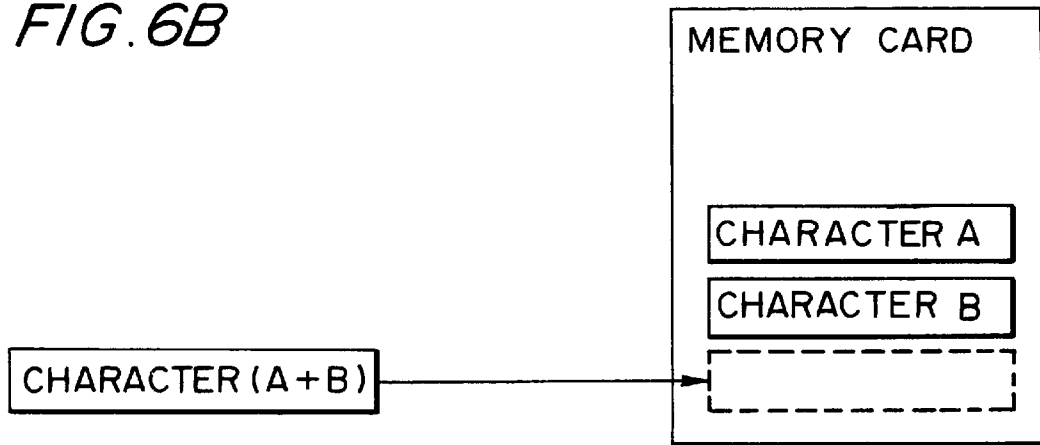 FIG. 6B
MEMORY CARD
CHARACTER A
CHARACTER B
CHARACTER (A+B)